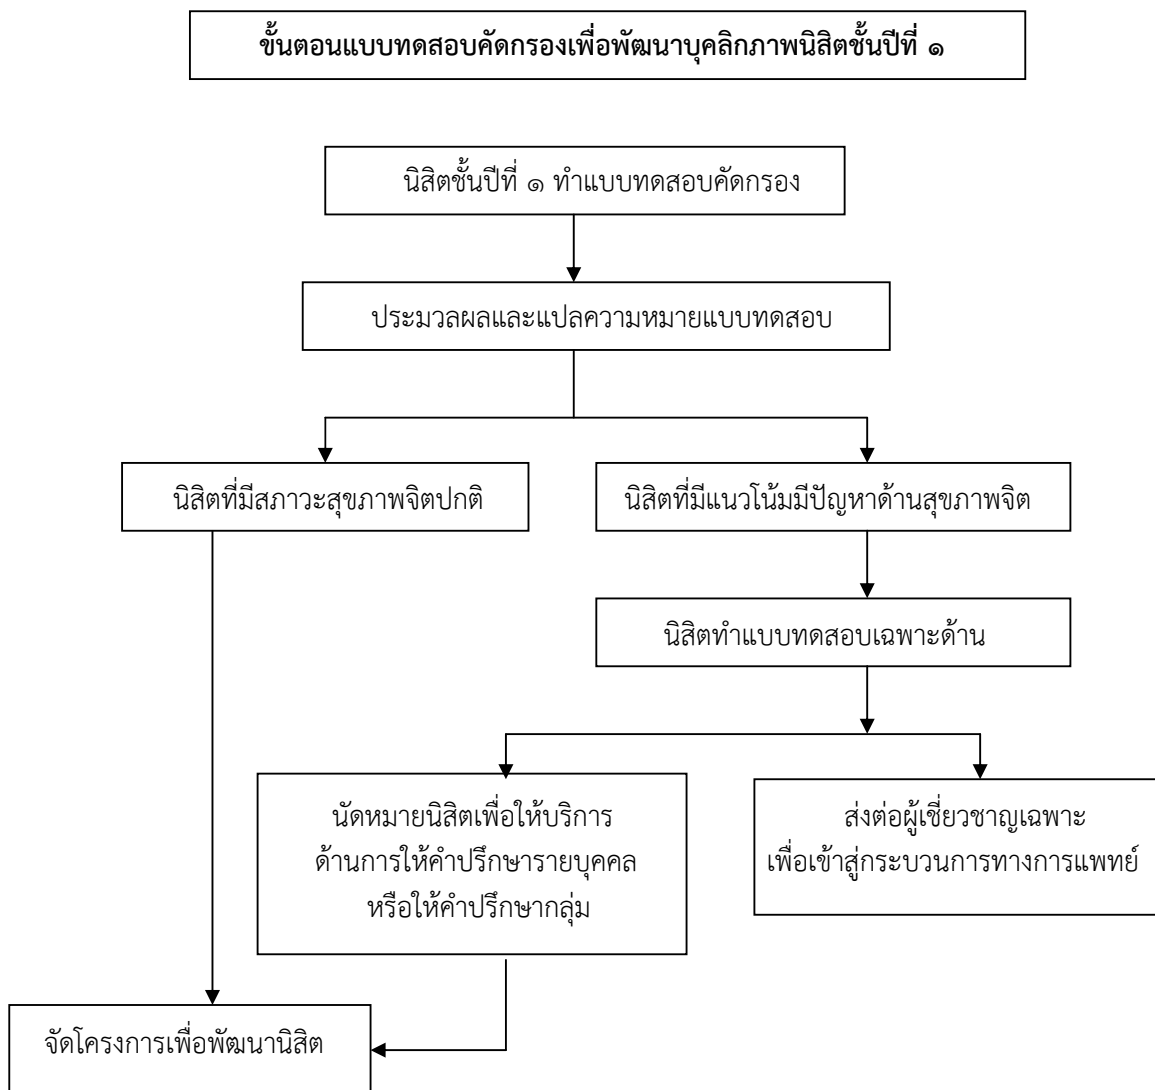 ขั้นตอนแบบทดสอบคัดกรองเพื่อพัฒนาบุคลิกภาพนิสิตชั้นปีที่ ๑
นิสิตชั้นปีที่ ๑ ทำแบบทดสอบคัดกรอง
ประมวลผลและแปลความหมายแบบทดสอบ
นิสิตที่มีสภาวะสุขภาพจิตปกติ
นิสิตที่มีแนวโน้มมีปัญหาด้านสุขภาพจิต
นิสิตทำแบบทดสอบเฉพาะด้าน
นัดหมายนิสิตเพื่อให้บริการ
ด้านการให้คำปรึกษารายบุคคล
หรือให้คำปรึกษากลุ่ม
ส่งต่อผู้เชี่ยวชาญเฉพาะ
เพื่อเข้าสู่กระบวนการทางการแพทย์
จัดโครงการเพื่อพัฒนานิสิต